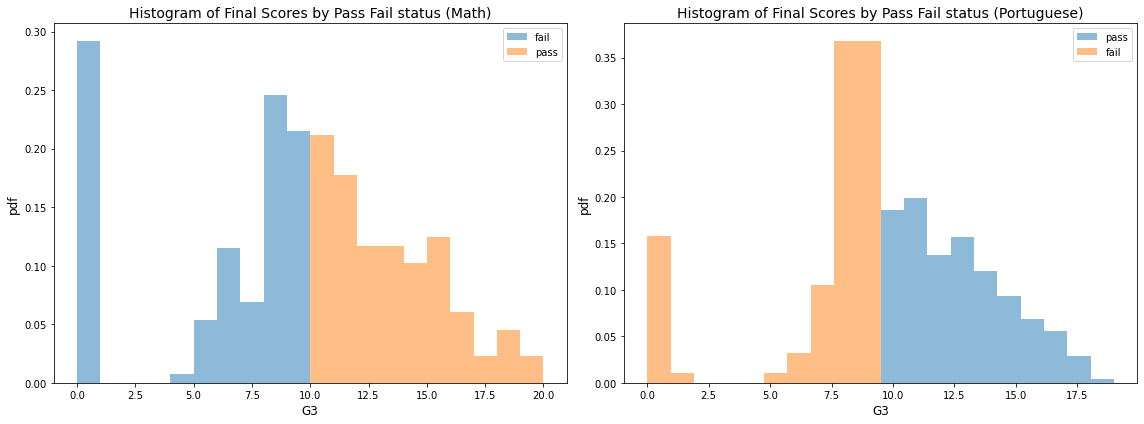 Histogram of Final Scores by Pass Fail status (Math)
fail
pass
0.30
0.25
0.20
0.15
0.10
0.05
0.00
pdf
0.0 2.5 5.0 7.5 10.0 12.5 15.0 17.5 20.0
G3
Histogram of Final Scores by Pass Fail status (Portuguese)
pass
fail
0.35
0.30
0.25
0.20
0.15
0.10
0.05
0.00
pdf
0.0 2.5 5.0 7.5 10.0 12.5 15.0 17.5
G3